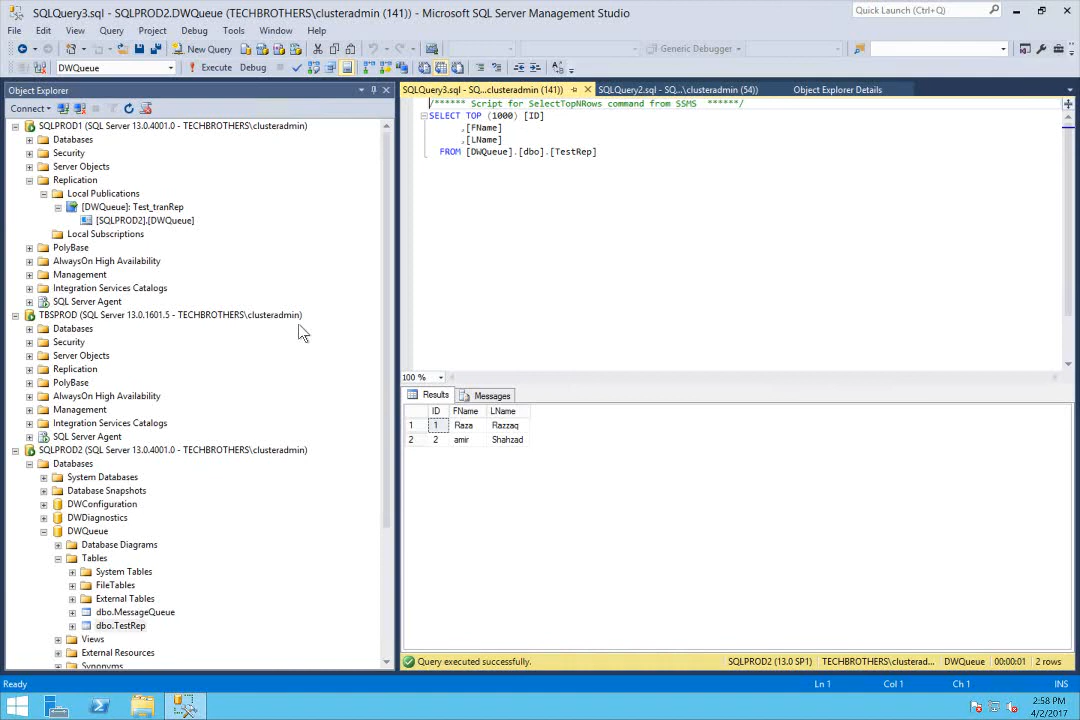 SQLQuery3.sql - SQLPROD2.DWQueue (TECHBROTHERS\clusteradmin (141)) - Microsoft SQL Server Management Studio
Quick Launch (Ctrl+Q)
File Edit View Query Project Debug Tools Window Help
New Query
Generic Debugger
DWQueue
Execute Debug
Object Explorer
Connect
SQLPROD1 (SQL Server 13.0.4001.0 - TECHBROTHERS\clusteradmin)
Databases
Security
Server Objects
Replication
Local Publications
[DWQueue]: Test_tranRep
[SQLPROD2].[DWQueue]
Local Subscriptions
PolyBase
AlwaysOn High Availability
Management
Integration Services Catalogs
SQL Server Agent
TBSPROD (SQL Server 13.0.1601.5 - TECHBROTHERS\clusteradmin)
Databases
Security
Server Objects
Replication
PolyBase
AlwaysOn High Availability
Management
Integration Services Catalogs
SQL Server Agent
SQLPROD2 (SQL Server 13.0.4001.0 - TECHBROTHERS\clusteradmin)
Databases
System Databases
Database Snapshots
DWConfiguration
DWDiagnostics
DWQueue
Database Diagrams
Tables
System Tables
FileTables
External Tables
dbo.MessageQueue
dbo.TestRep
Views
External Resources
Synonyms
SQLQuery3.sql - SQ...clusteradmin (141)) SQLQuery2.sql - SQ...clusteradmin (54)) Object Explorer Details
/****** Script for SelectTopNRows command from SSMS ******/
SELECT TOP (1000) [ID]
,[FName]
,[LName]
FROM [DWQueue].[dbo].[TestRep]
100 %
Results Messages
ID FName LName
1 1 Raza Razzaq
2 2 amir Shahzad
Query executed successfully. SQLPROD2 (13.0 SP1) TECHBROTHERS\clusterad... DWQueue 00:00:01 2 rows
Ready Ln 1 Col 1 Ch 1 INS
2:58 PM
4/2/2017